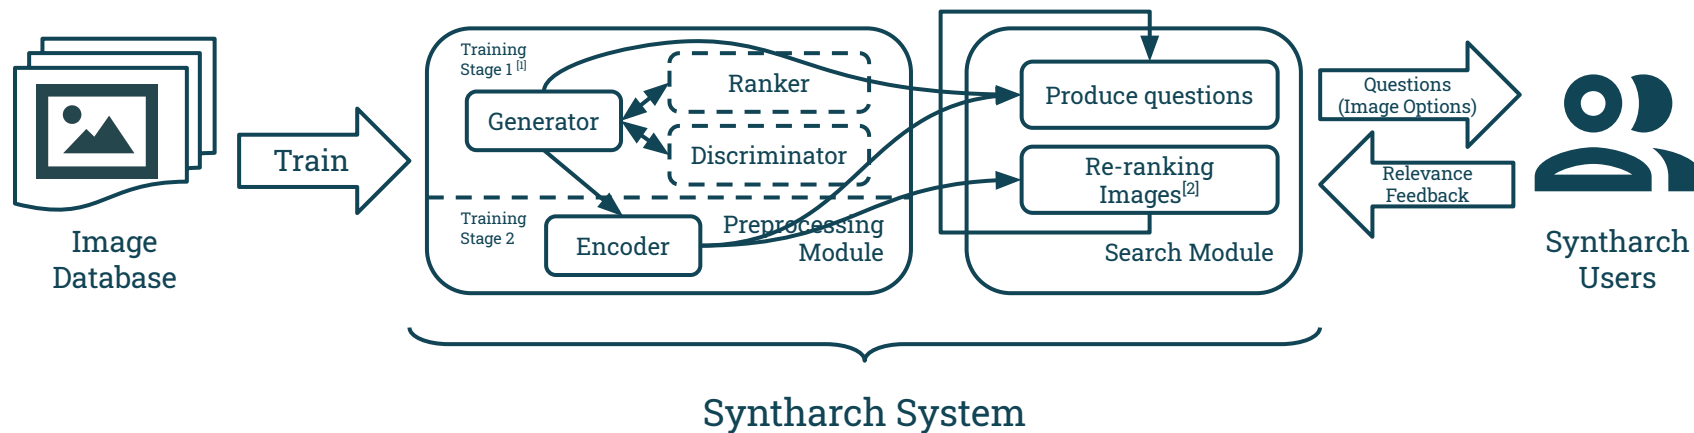 Image
Database
Train
Training
Stage 1 [1]
Generator
Ranker
Discriminator
Training
Stage 2
Encoder
Preprocessing
Module
Produce questions
Re-ranking
Images[2]
Search Module
Questions
(Image Options)
Relevance
Feedback
Syntharch
Users
Syntharch System